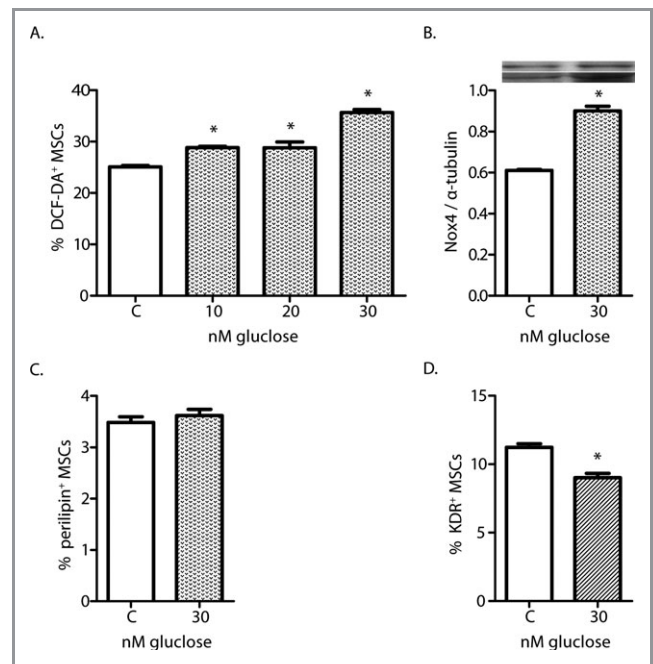 A.
% DCF-DA⁺ MSCs
40
30
20
10
0
*
*
*
C 10 20 30
nM gluclose
B.
Nox4 / α-tubulin
1.0
0.8
0.6
0.4
0.2
0.0
*
C 30
nM gluclose
C.
% perilipin⁺ MSCs
4
3
2
1
0
C 30
nM gluclose
D.
% KDR⁺ MSCs
15
10
5
0
*
C 30
nM gluclose